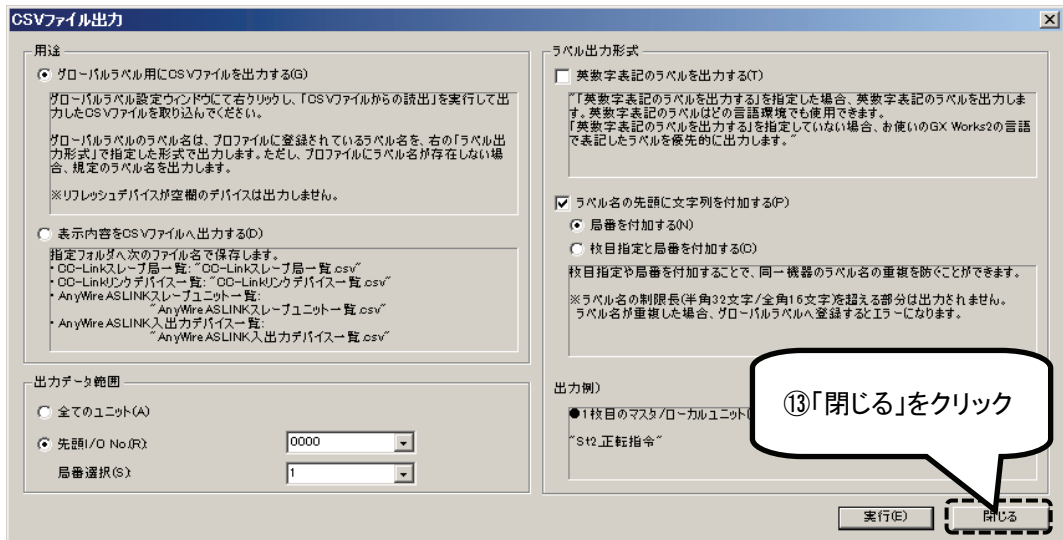 CSVファイル出力
用途
グローバルラベル用にCSVファイルを出力する(G)
グローバルラベル設定ウィンドウにて右クリックし、「CSVファイルからの読出」を実行して出
力したCSVファイルを取り込んでください。
グローバルラベルのラベル名は、プロファイルに登録されているラベル名を、右の「ラベル出
力形式」で指定した形式で出力します。ただし、プロファイルにラベル名が存在しない場
合、規定のラベル名を出力します。
※リフレッシュデバイスが空欄のデバイスは出力しません。
表示内容をCSVファイルへ出力する(D)
指定フォルダへ次のファイル名で保存します。
・CC-Linkスレーブ局一覧: "CC-Linkスレーブ局一覧.csv"
・CC-Linkリンクデバイス一覧: "CC-Linkリンクデバイス一覧.csv"
・AnyWireASLINKスレーブユニット一覧:
"AnyWireASLINKスレーブユニット一覧.csv"
・AnyWireASLINK入出力デバイス一覧:
"AnyWireASLINK入出力デバイス一覧.csv"
出力データ範囲
全てのユニット(A)
先頭I/O No.(R):
0000
局番選択(S):
1
ラベル出力形式
英数字表記のラベルを出力する(T)
"「英数字表記のラベルを出力する」を指定した場合、英数字表記のラベルを出力しま
す。英数字表記のラベルはどの言語環境でも使用できます。
「英数字表記のラベルを出力する」を指定していない場合、お使いのGX Works2の言語
で表記したラベルを優先的に出力します。"
ラベル名の先頭に文字列を付加する(P)
局番を付加する(N)
枚目指定と局番を付加する(C)
枚目指定や局番を付加することで、同一機器のラベル名の重複を防ぐことができます。
※ラベル名の制限長(半角32文字/全角16文字)を超える部分は出力されません。
ラベル名が重複した場合、グローバルラベルへ登録するとエラーになります。
出力例)
●1枚目のマスタ/ローカルユニット(
"St2_正転指令"
⑬「閉じる」をクリック
実行(E)
閉じる